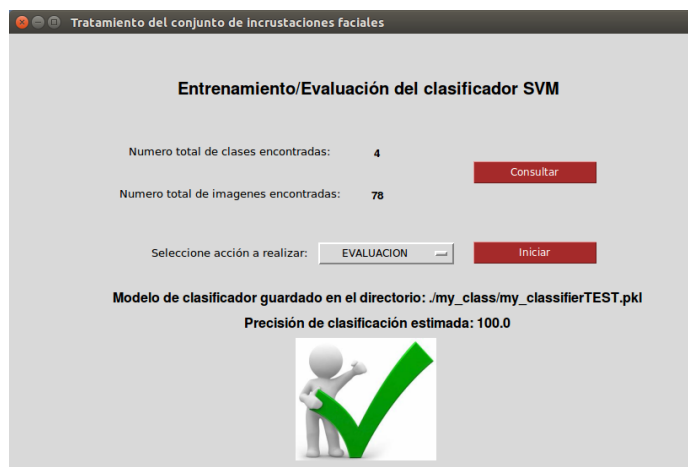 Tratamiento del conjunto de incrustaciones faciales
Entrenamiento/Evaluación del clasificador SVM
Numero total de clases encontradas: 4
Consultar
Numero total de imagenes encontradas: 78
Seleccione acción a realizar: EVALUACION Iniciar
Modelo de clasificador guardado en el directorio: ./my_class/my_classifierTEST.pkl
Precisión de clasificación estimada: 100.0